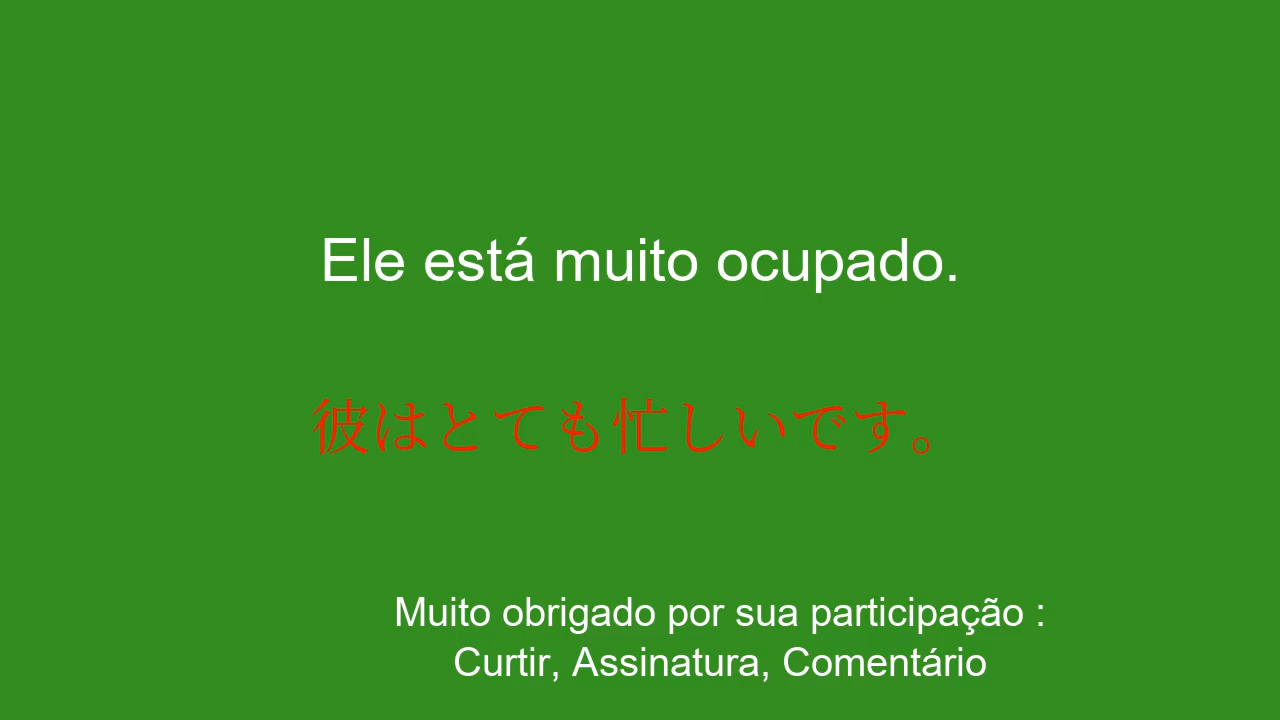 Ele está muito ocupado.
彼はとても忙しいです。
Muito obrigado por sua participação :
Curtir, Assinatura, Comentário